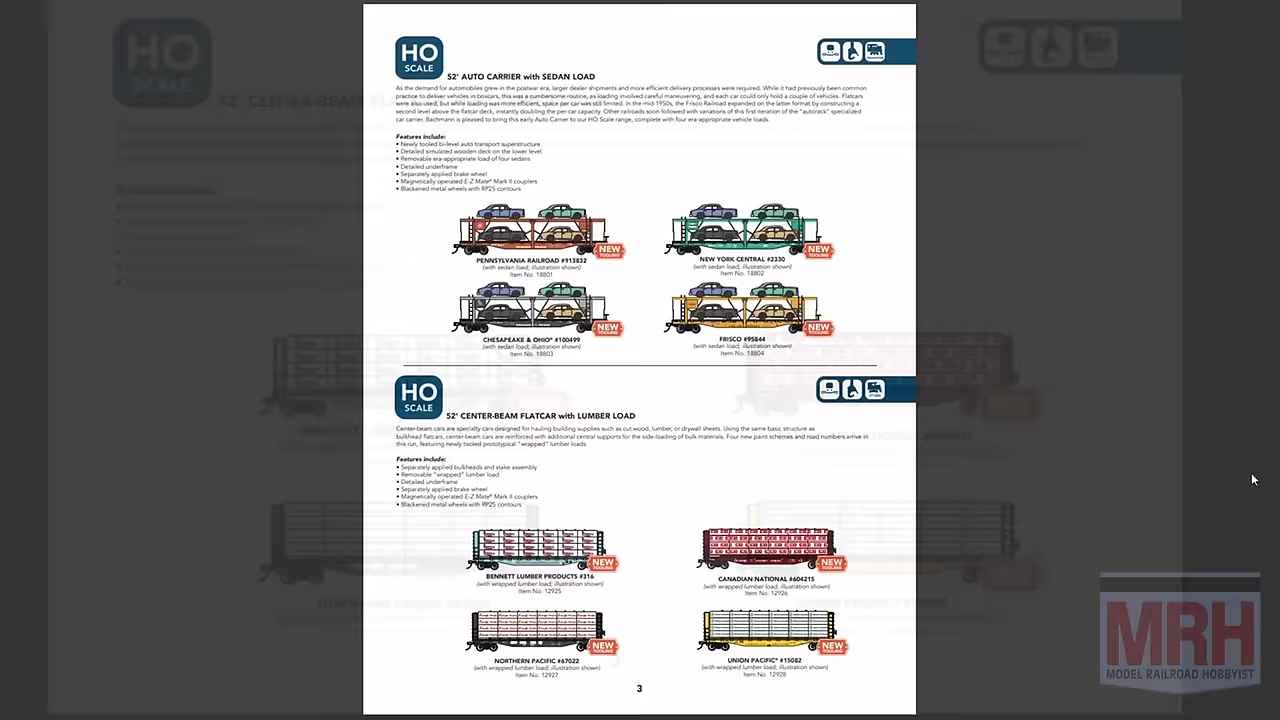 HO
SCALE
52' AUTO CARRIER with SEDAN LOAD
As the demand for automobiles grew in the postwar era, larger dealer shipments and more efficient delivery processes were required. While it had previously been common
practice to deliver vehicles in boxcars, this was a cumbersome routine, as loading involved careful maneuvering, and each car could only hold a couple of vehicles. Flatcars
were also used, but while loading was more efficient, space per car was still limited. In the mid-1950s, the Frisco Railroad expanded on the latter format by constructing a
second level above the flatcar deck, instantly doubling the per-car capacity. Other railroads soon followed with variations of this first iteration of the "autorack" specialized
car carrier. Bachmann is pleased to bring this early Auto Carrier to our HO Scale range, complete with four era-appropriate vehicle loads.
Features include:
• Newly tooled bi-level auto transport superstructure
• Detailed simulated wooden deck on the lower level
• Removable era-appropriate load of four sedans
• Detailed underframe
• Separately applied brake wheel
• Magnetically operated E-Z Mate® Mark II couplers
• Blackened metal wheels with RP25 contours
NEW
TOOLING
PENNSYLVANIA RAILROAD #913832
(with sedan load; illustration shown)
Item No. 18801
NEW
TOOLING
NEW YORK CENTRAL #2330
(with sedan load; illustration shown)
Item No. 18802
NEW
TOOLING
CHESAPEAKE & OHIO® #100499
(with sedan load; illustration shown)
Item No. 18803
NEW
TOOLING
FRISCO #95844
(with sedan load; illustration shown)
Item No. 18804
HO
SCALE
52' CENTER-BEAM FLATCAR with LUMBER LOAD
Center-beam cars are specialty cars designed for hauling building supplies such as cut wood, lumber, or drywall sheets. Using the same basic structure as
bulkhead flatcars, center-beam cars are reinforced with additional central supports for the side-loading of bulk materials. Four new paint schemes and road numbers arrive in
this run, featuring newly tooled prototypical "wrapped" lumber loads.
Features include:
• Separately applied bulkheads and stake assembly
• Removable "wrapped" lumber load
• Detailed underframe
• Separately applied brake wheel
• Magnetically operated E-Z Mate® Mark II couplers
• Blackened metal wheels with RP25 contours
NEW
TOOLING
BENNETT LUMBER PRODUCTS #316
(with wrapped lumber load; illustration shown)
Item No. 12925
NEW
TOOLING
CANADIAN NATIONAL #604215
(with wrapped lumber load; illustration shown)
Item No. 12926
NEW
TOOLING
NORTHERN PACIFIC #67022
(with wrapped lumber load; illustration shown)
Item No. 12927
NEW
TOOLING
UNION PACIFIC® #15082
(with wrapped lumber load; illustration shown)
Item No. 12928
3
MRH
MODEL RAILROAD HOBBYIST